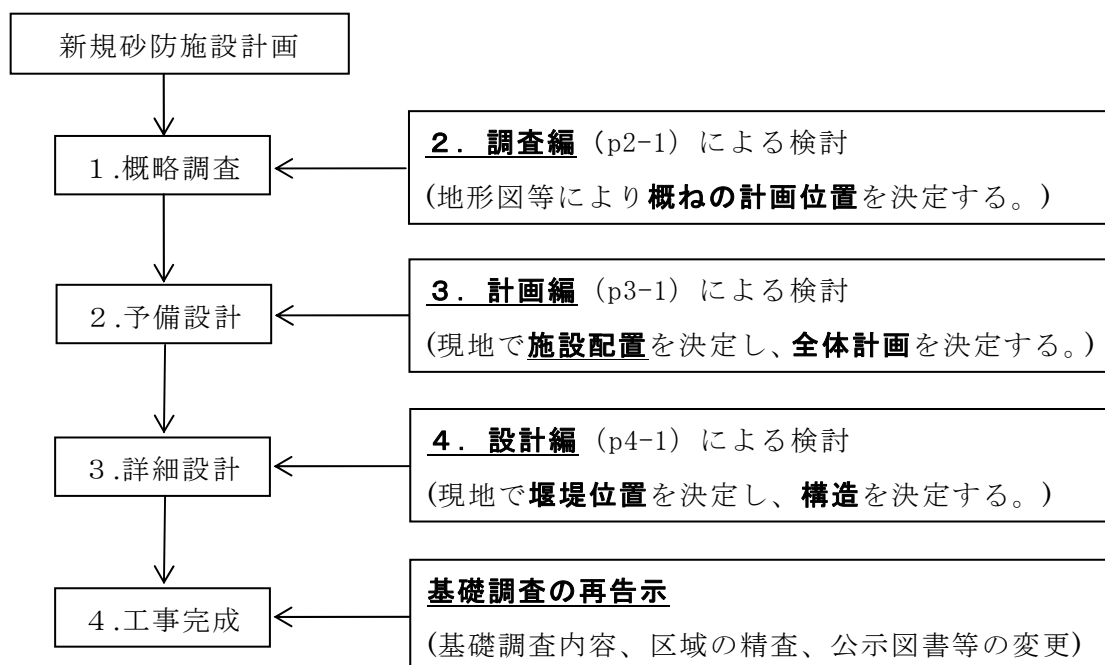 新規砂防施設計画
１.概略調査
２．調査編（p2-1）による検討
(地形図等により概ねの計画位置を決定する。)
２.予備設計
３．計画編（p3-1）による検討
(現地で施設配置を決定し、全体計画を決定する。)
３.詳細設計
４．設計編（p4-1）による検討
(現地で堰堤位置を決定し、構造を決定する。)
４.工事完成
基礎調査の再告示
(基礎調査内容、区域の精査、公示図書等の変更)